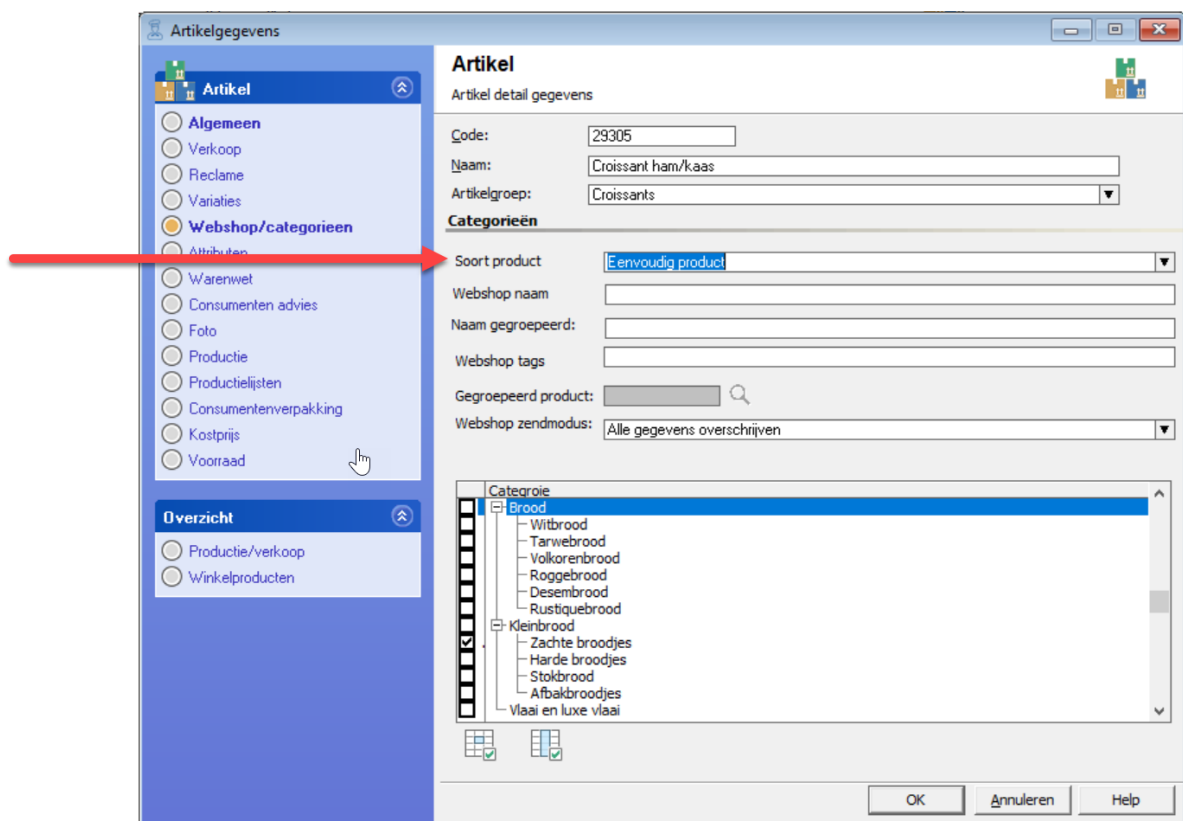 Artikelgegevens
Artikel
Algemeen
Verkoop
Reclame
Variaties
Webshop/categorieen
Attributen
Warenwet
Consumenten advies
Foto
Productie
Productielijsten
Consumentenverpakking
Kostprijs
Voorraad
Overzicht
Productie/verkoop
Winkelproducten
Artikel
Artikel detail gegevens
Code: 29305
Naam: Croissant ham/kaas
Artikelgroep: Croissants
Categorieën
Soort product Eenvoudig product
Webshop naam
Naam gegroepeerd:
Webshop tags
Gegroepeerd product:
Webshop zendmodus: Alle gegevens overschrijven
Categroie
Brood
Witbrood
Tarwebrood
Volkorenbrood
Roggebrood
Desembrood
Rustiquebrood
Kleinbrood
Zachte broodjes
Harde broodjes
Stokbrood
Afbakbroodjes
Vlaai en luxe vlaai
OK Annuleren Help